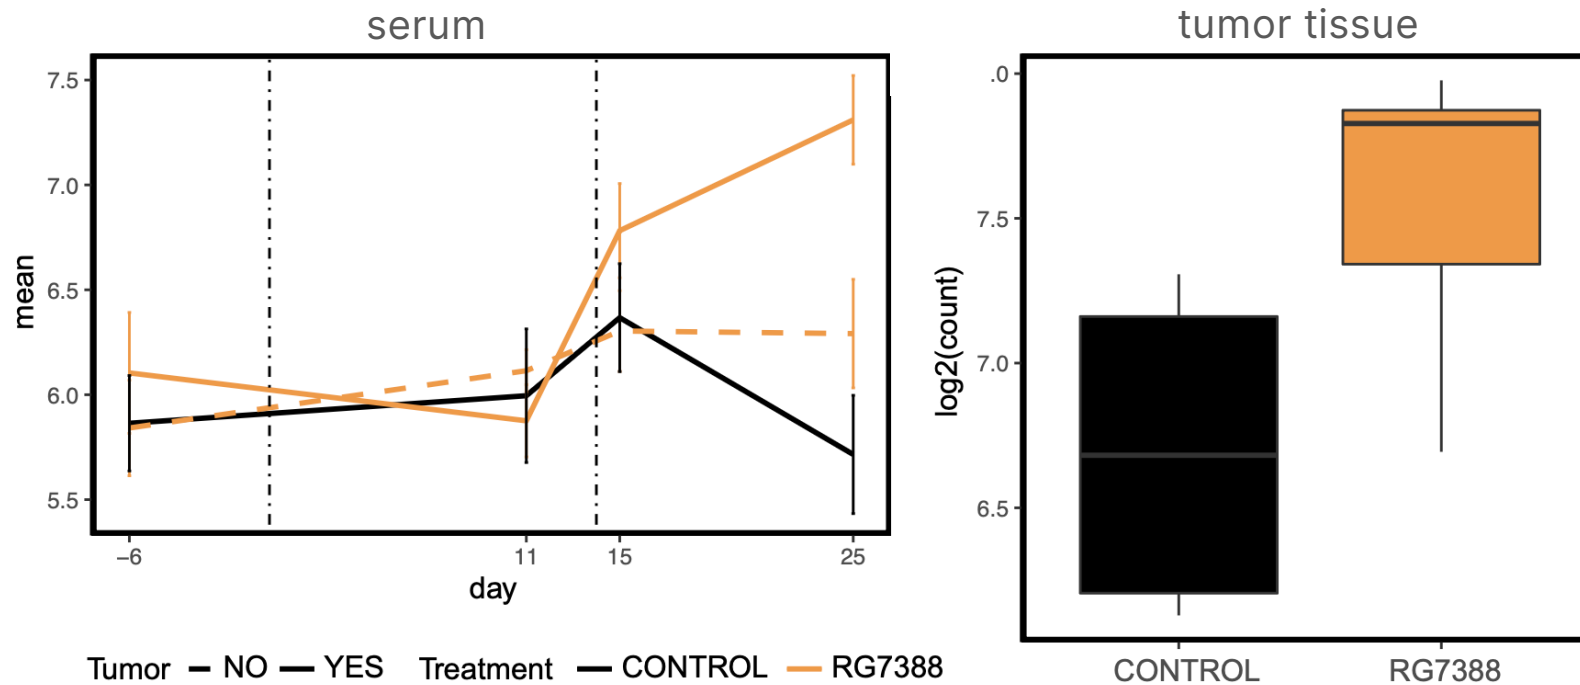 serum
tumor tissue
7.5
7.0
6.5
6.0
5.5
mean
−6
11
15
25
day
Tumor NO YES Treatment CONTROL RG7388
.0
7.5
7.0
6.5
log2(count)
CONTROL
RG7388